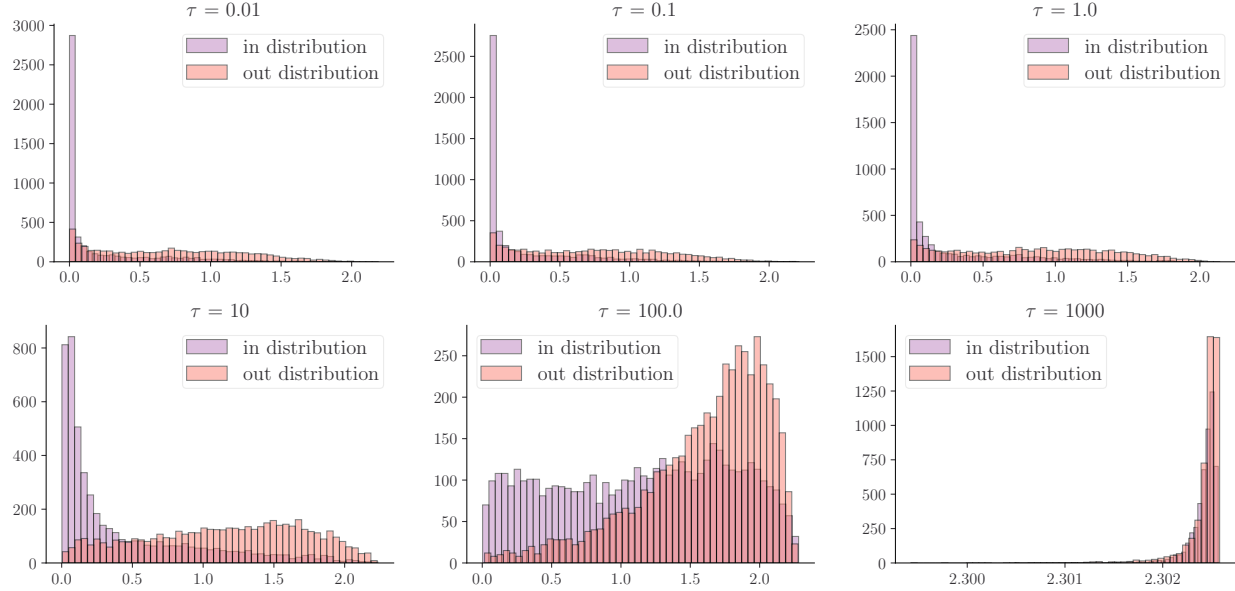 τ = 0.01
in distribution
out distribution
3000
2500
2000
1500
1000
500
0
0.0 0.5 1.0 1.5 2.0
τ = 0.1
in distribution
out distribution
2500
2000
1500
1000
500
0
0.0 0.5 1.0 1.5 2.0
τ = 1.0
in distribution
out distribution
2500
2000
1500
1000
500
0
0.0 0.5 1.0 1.5 2.0
τ = 10
in distribution
out distribution
800
600
400
200
0
0.0 0.5 1.0 1.5 2.0
τ = 100.0
in distribution
out distribution
250
200
150
100
50
0
0.0 0.5 1.0 1.5 2.0
τ = 1000
in distribution
out distribution
1500
1250
1000
750
500
250
0
2.300 2.301 2.302